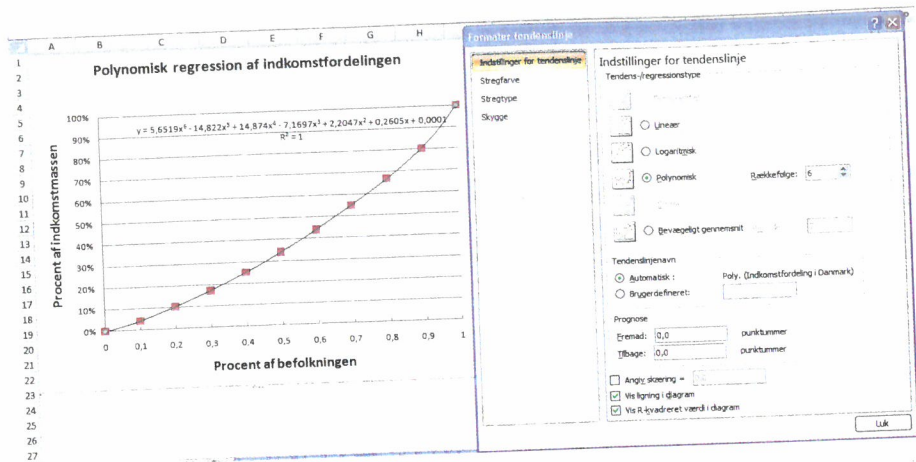 A B C D E F G H
1
2
3
4
5
6
7
8
9
10
11
12
13
14
15
16
17
18
19
20
21
22
23
24
25
26
27
Polynomisk regression af indkomstfordelingen
y = 5,6519x⁶ - 14,822x⁵ + 14,874x⁴ - 7,1697x³ + 2,2047x² + 0,2605x + 0,0001
R² = 1
Procent af indkomstmassen
100%
90%
80%
70%
60%
50%
40%
30%
20%
10%
0%
0 0,1 0,2 0,3 0,4 0,5 0,6 0,7 0,8 0,9 1
Procent af befolkningen
Formater tendenslinje
Indstillinger for tendenslinje
Stregfarve
Stregtype
Skygge
Indstillinger for tendenslinje
Tendens-/regressionstype
Lineær
Logaritmisk
Polynomisk Rækkefølge: 6
Bevægeligt gennemsnit
Tendenslinjenavn
Automatisk: Poly. (Indkomstfordeling i Danmark)
Brugerdefineret:
Prognose
Fremad: 0,0 punktummer
Tilbage: 0,0 punktummer
Angiv skæring =
Vis ligning i diagram
Vis R-kvadreret værdi i diagram
Luk